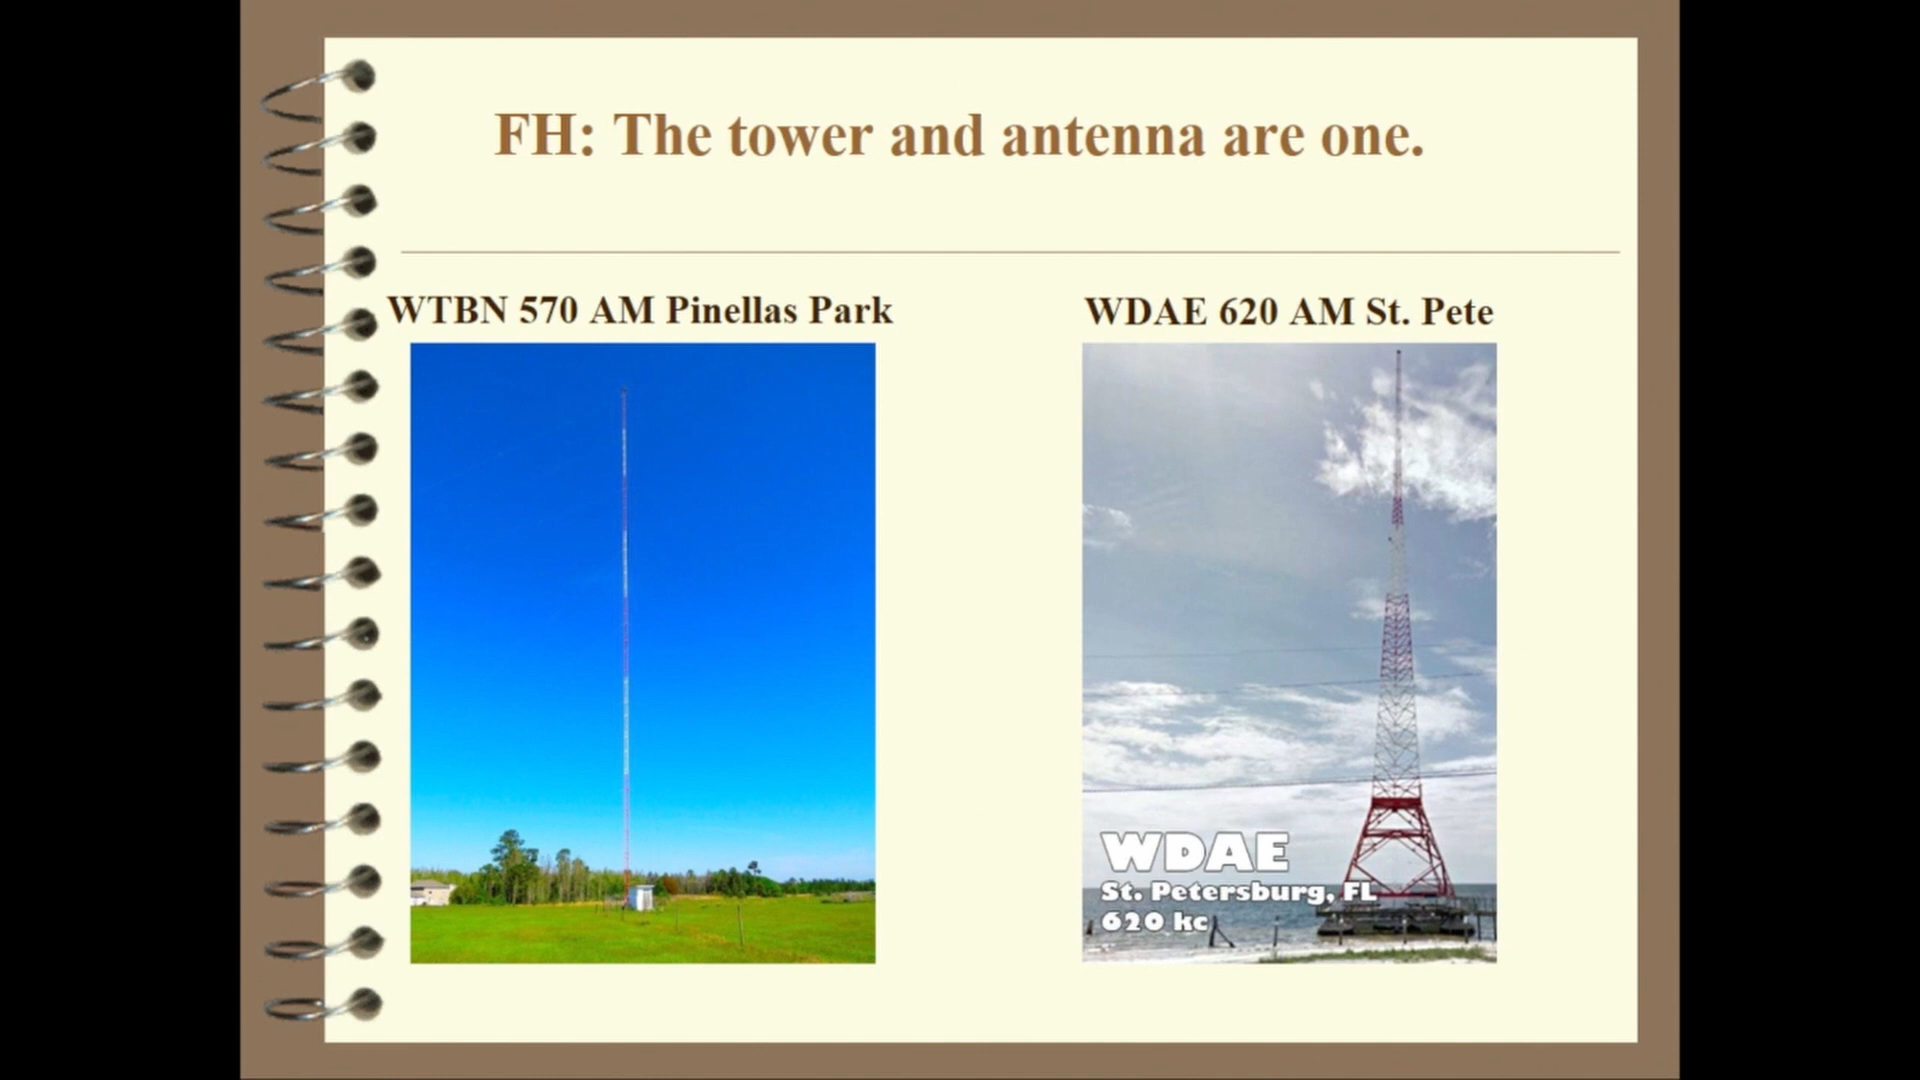 FH: The tower and antenna are one.
WTBN 570 AM Pinellas Park
WDAE 620 AM St. Pete
WDAE
St. Petersburg, FL
620 kc